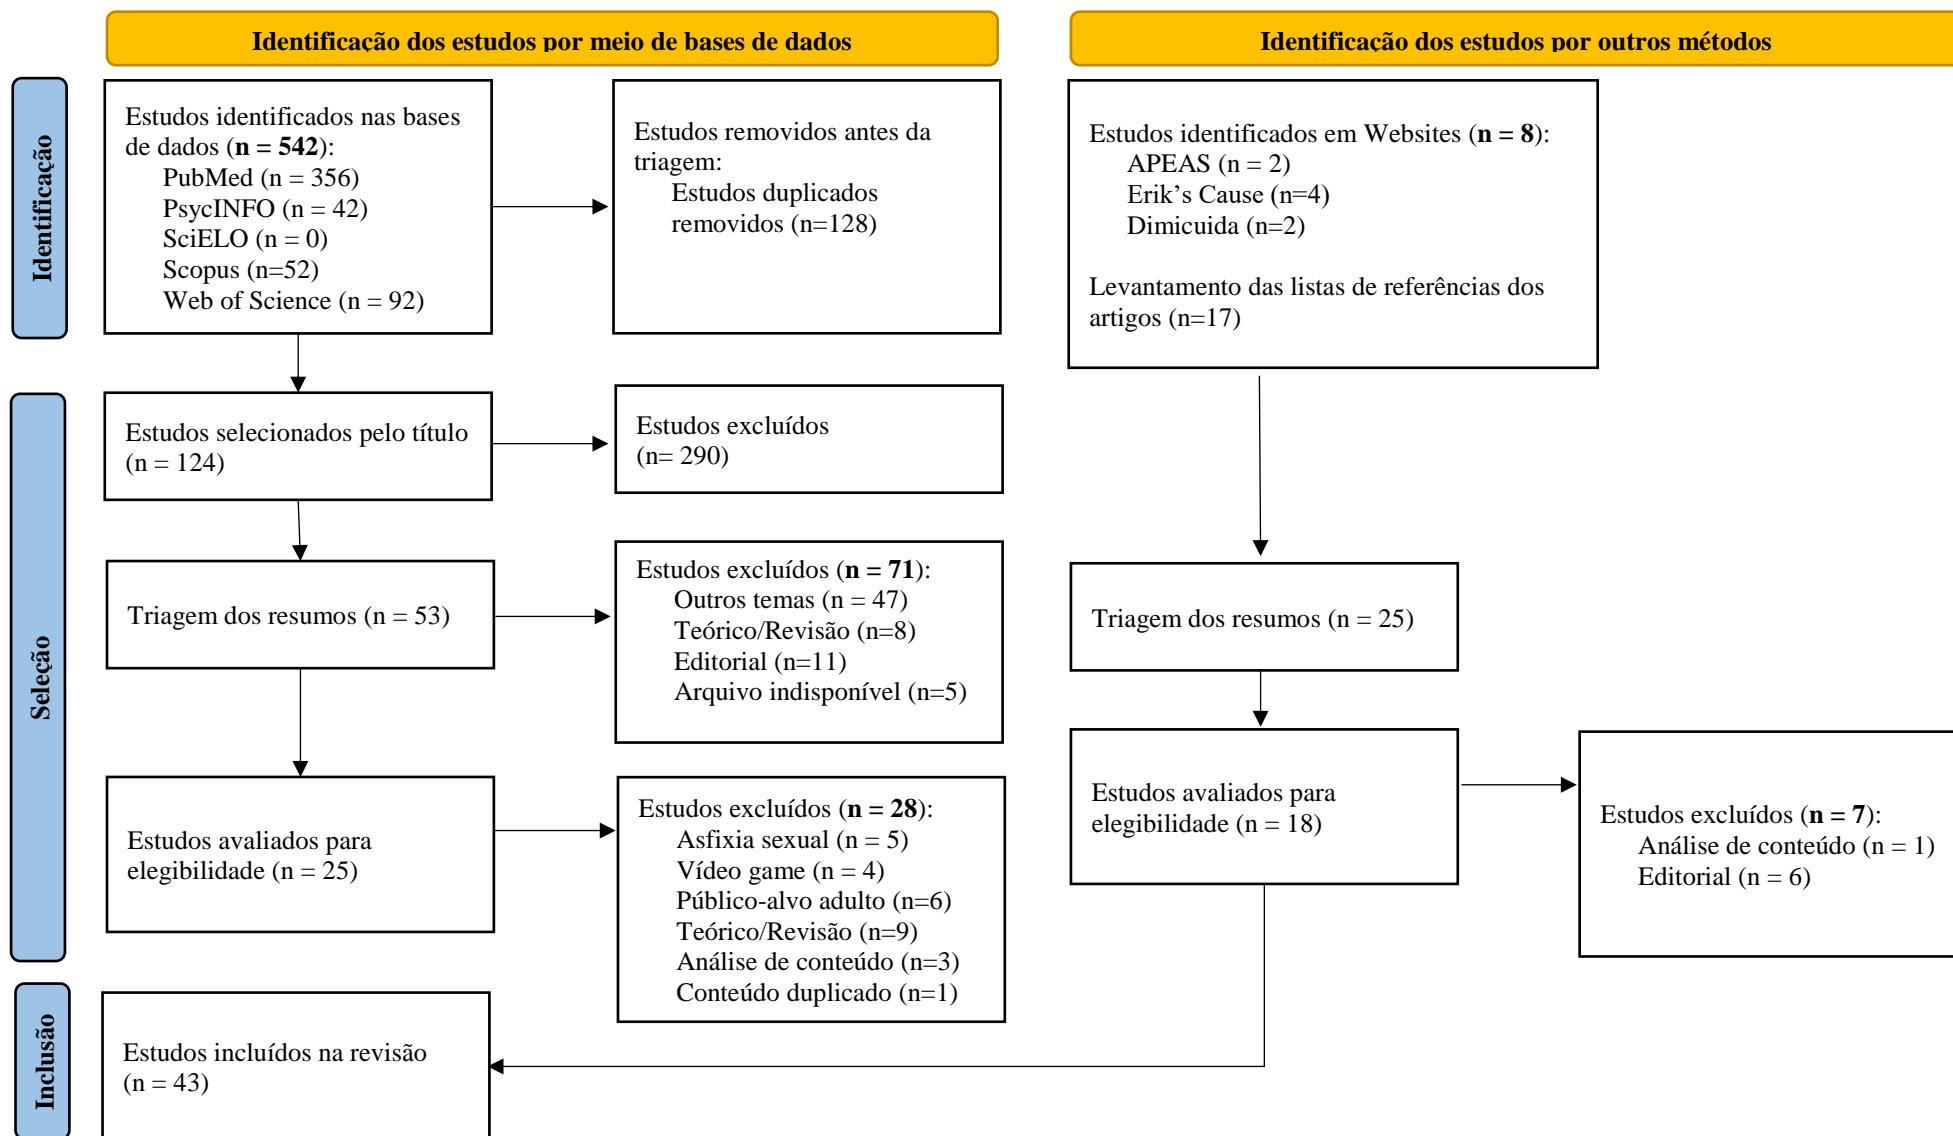 Identificação dos estudos por meio de bases de dados
Identificação dos estudos por outros métodos
Identificação
Estudos identificados nas bases
de dados (n = 542):
PubMed (n = 356)
PsycINFO (n = 42)
SciELO (n = 0)
Scopus (n=52)
Web of Science (n = 92)
Estudos removidos antes da
triagem:
Estudos duplicados
removidos (n=128)
Estudos identificados em Websites (n = 8):
APEAS (n = 2)
Erik’s Cause (n=4)
Dimicuida (n=2)
Levantamento das listas de referências dos
artigos (n=17)
Seleção
Estudos selecionados pelo título
(n = 124)
Estudos excluídos
(n= 290)
Triagem dos resumos (n = 53)
Estudos excluídos (n = 71):
Outros temas (n = 47)
Teórico/Revisão (n=8)
Editorial (n=11)
Arquivo indisponível (n=5)
Triagem dos resumos (n = 25)
Estudos avaliados para
elegibilidade (n = 25)
Estudos excluídos (n = 28):
Asfixia sexual (n = 5)
Vídeo game (n = 4)
Público-alvo adulto (n=6)
Teórico/Revisão (n=9)
Análise de conteúdo (n=3)
Conteúdo duplicado (n=1)
Estudos avaliados para
elegibilidade (n = 18)
Estudos excluídos (n = 7):
Análise de conteúdo (n = 1)
Editorial (n = 6)
Inclusão
Estudos incluídos na revisão
(n = 43)